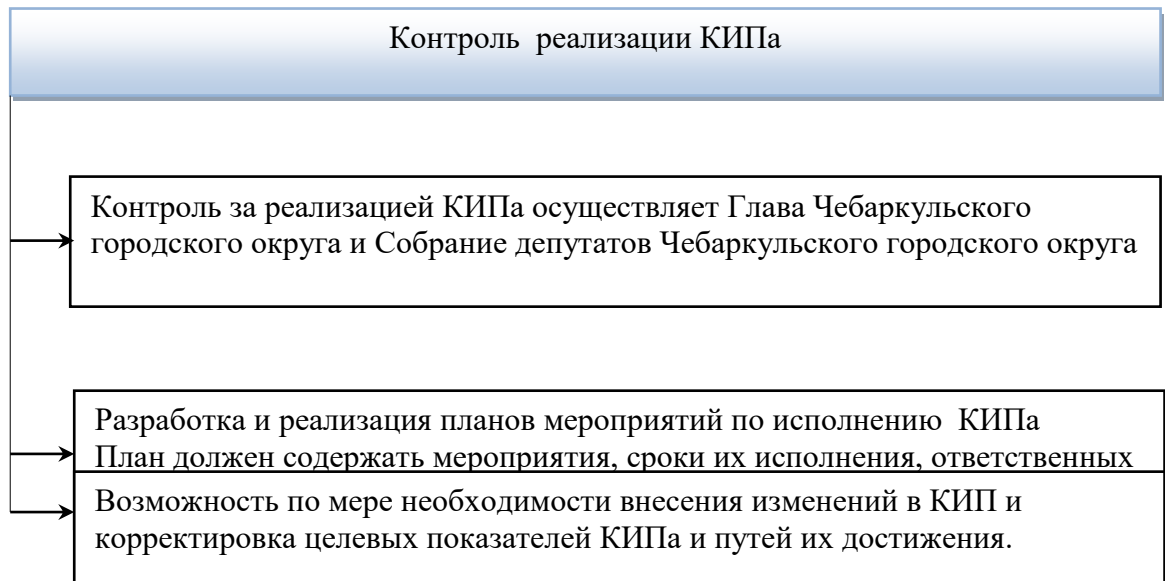 Контроль  реализации КИПа
Контроль за реализацией КИПа осуществляет Глава Чебаркульского
городского округа и Собрание депутатов Чебаркульского городского округа
Разработка и реализация планов мероприятий по исполнению  КИПа
План должен содержать мероприятия, сроки их исполнения, ответственных
Возможность по мере необходимости внесения изменений в КИП и
корректировка целевых показателей КИПа и путей их достижения.